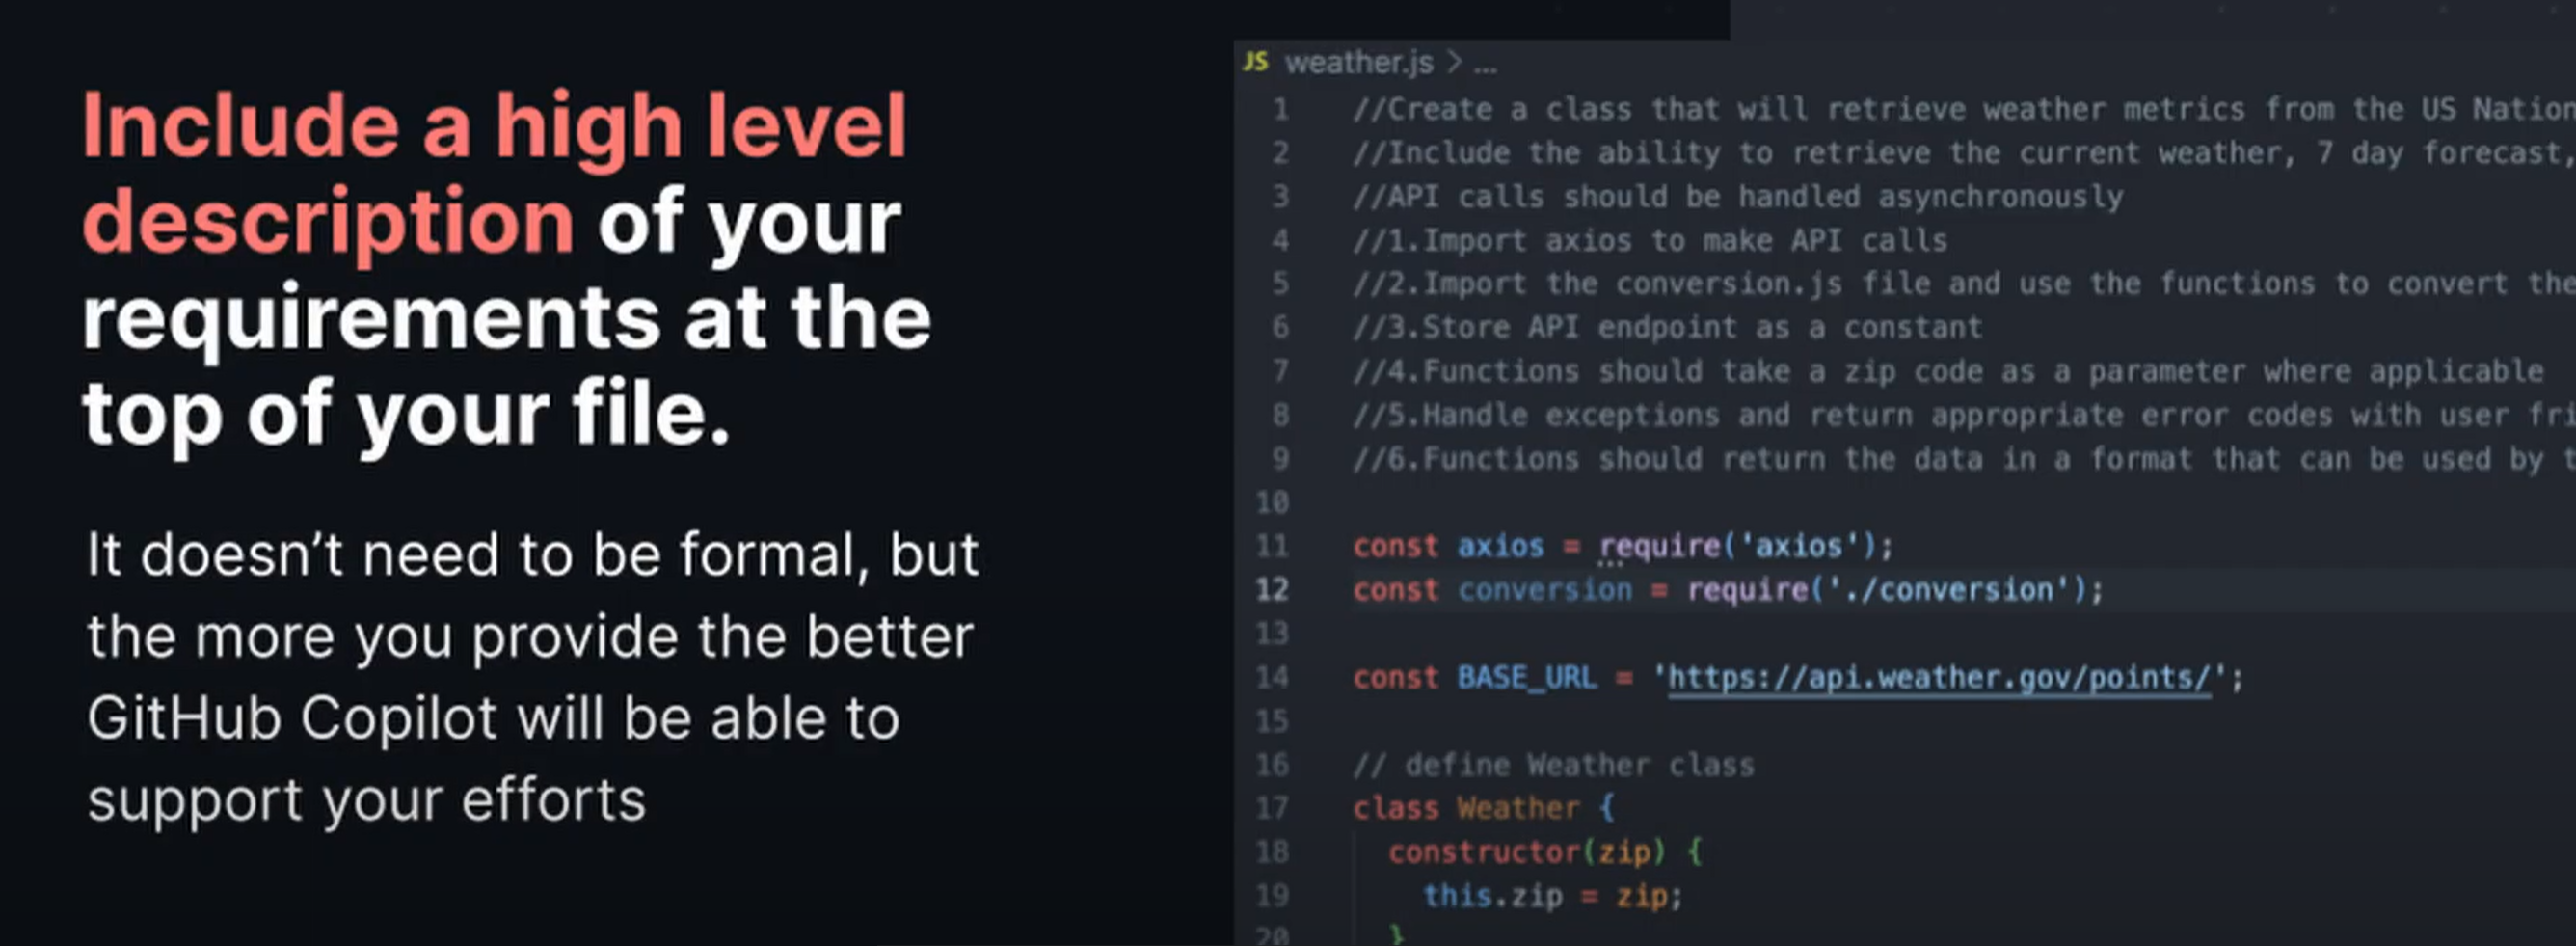 Include a high level
description of your
requirements at the
top of your file.
It doesn’t need to be formal, but
the more you provide the better
GitHub Copilot will be able to
support your efforts
JS weather.js > ...
1 //Create a class that will retrieve weather metrics from the US Nation
2 //Include the ability to retrieve the current weather, 7 day forecast,
3 //API calls should be handled asynchronously
4 //1.Import axios to make API calls
5 //2.Import the conversion.js file and use the functions to convert the
6 //3.Store API endpoint as a constant
7 //4.Functions should take a zip code as a parameter where applicable
8 //5.Handle exceptions and return appropriate error codes with user fri
9 //6.Functions should return the data in a format that can be used by t
10
11 const axios = require('axios');
12 const conversion = require('./conversion');
13
14 const BASE_URL = 'https://api.weather.gov/points/';
15
16 // define Weather class
17 class Weather {
18 constructor(zip) {
19 this.zip = zip;
20 }